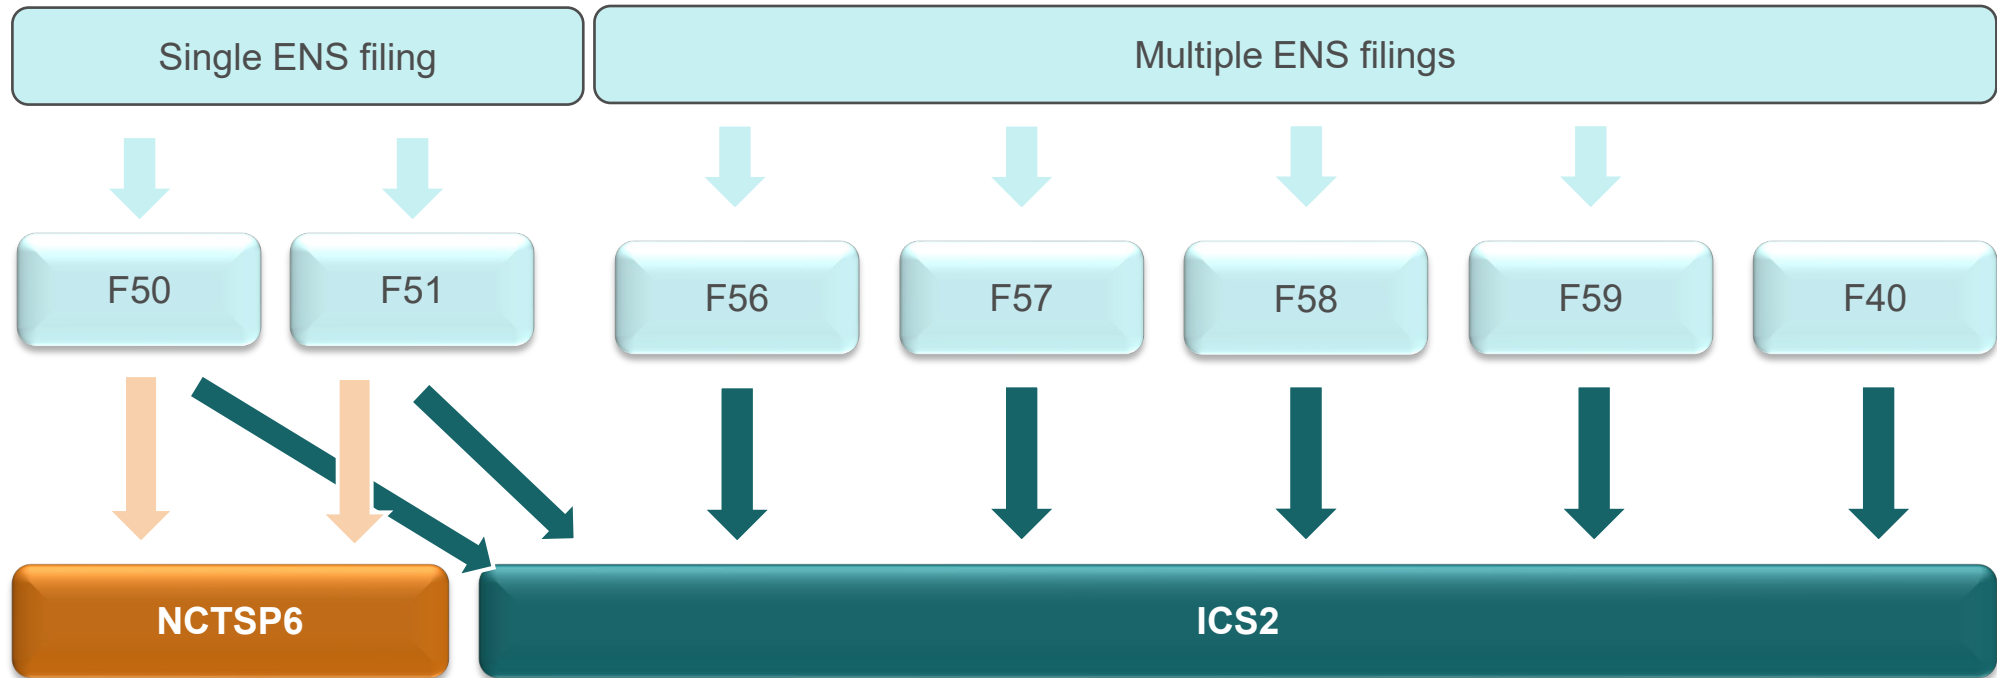 Single ENS filing
Multiple ENS filings
F50
F51
F56
F57
F58
F59
F40
NCTSP6
ICS2